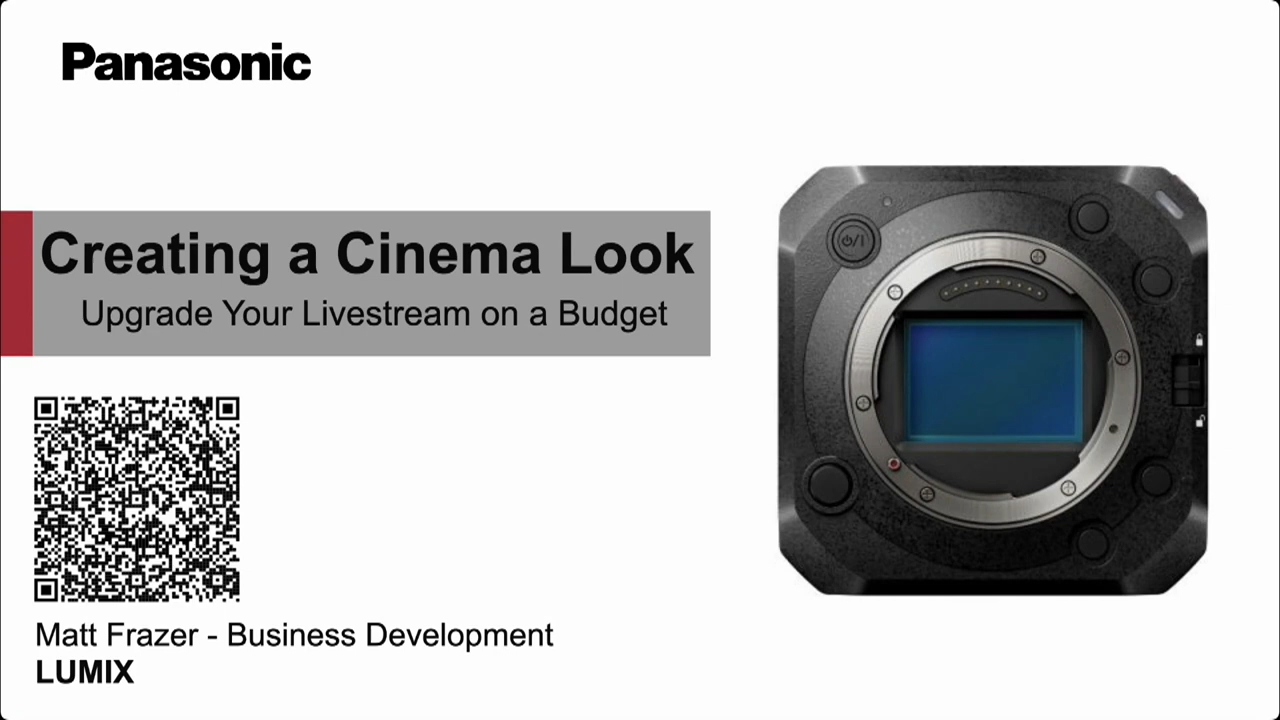 Panasonic
Creating a Cinema Look
Upgrade Your Livestream on a Budget
Matt Frazer - Business Development
LUMIX